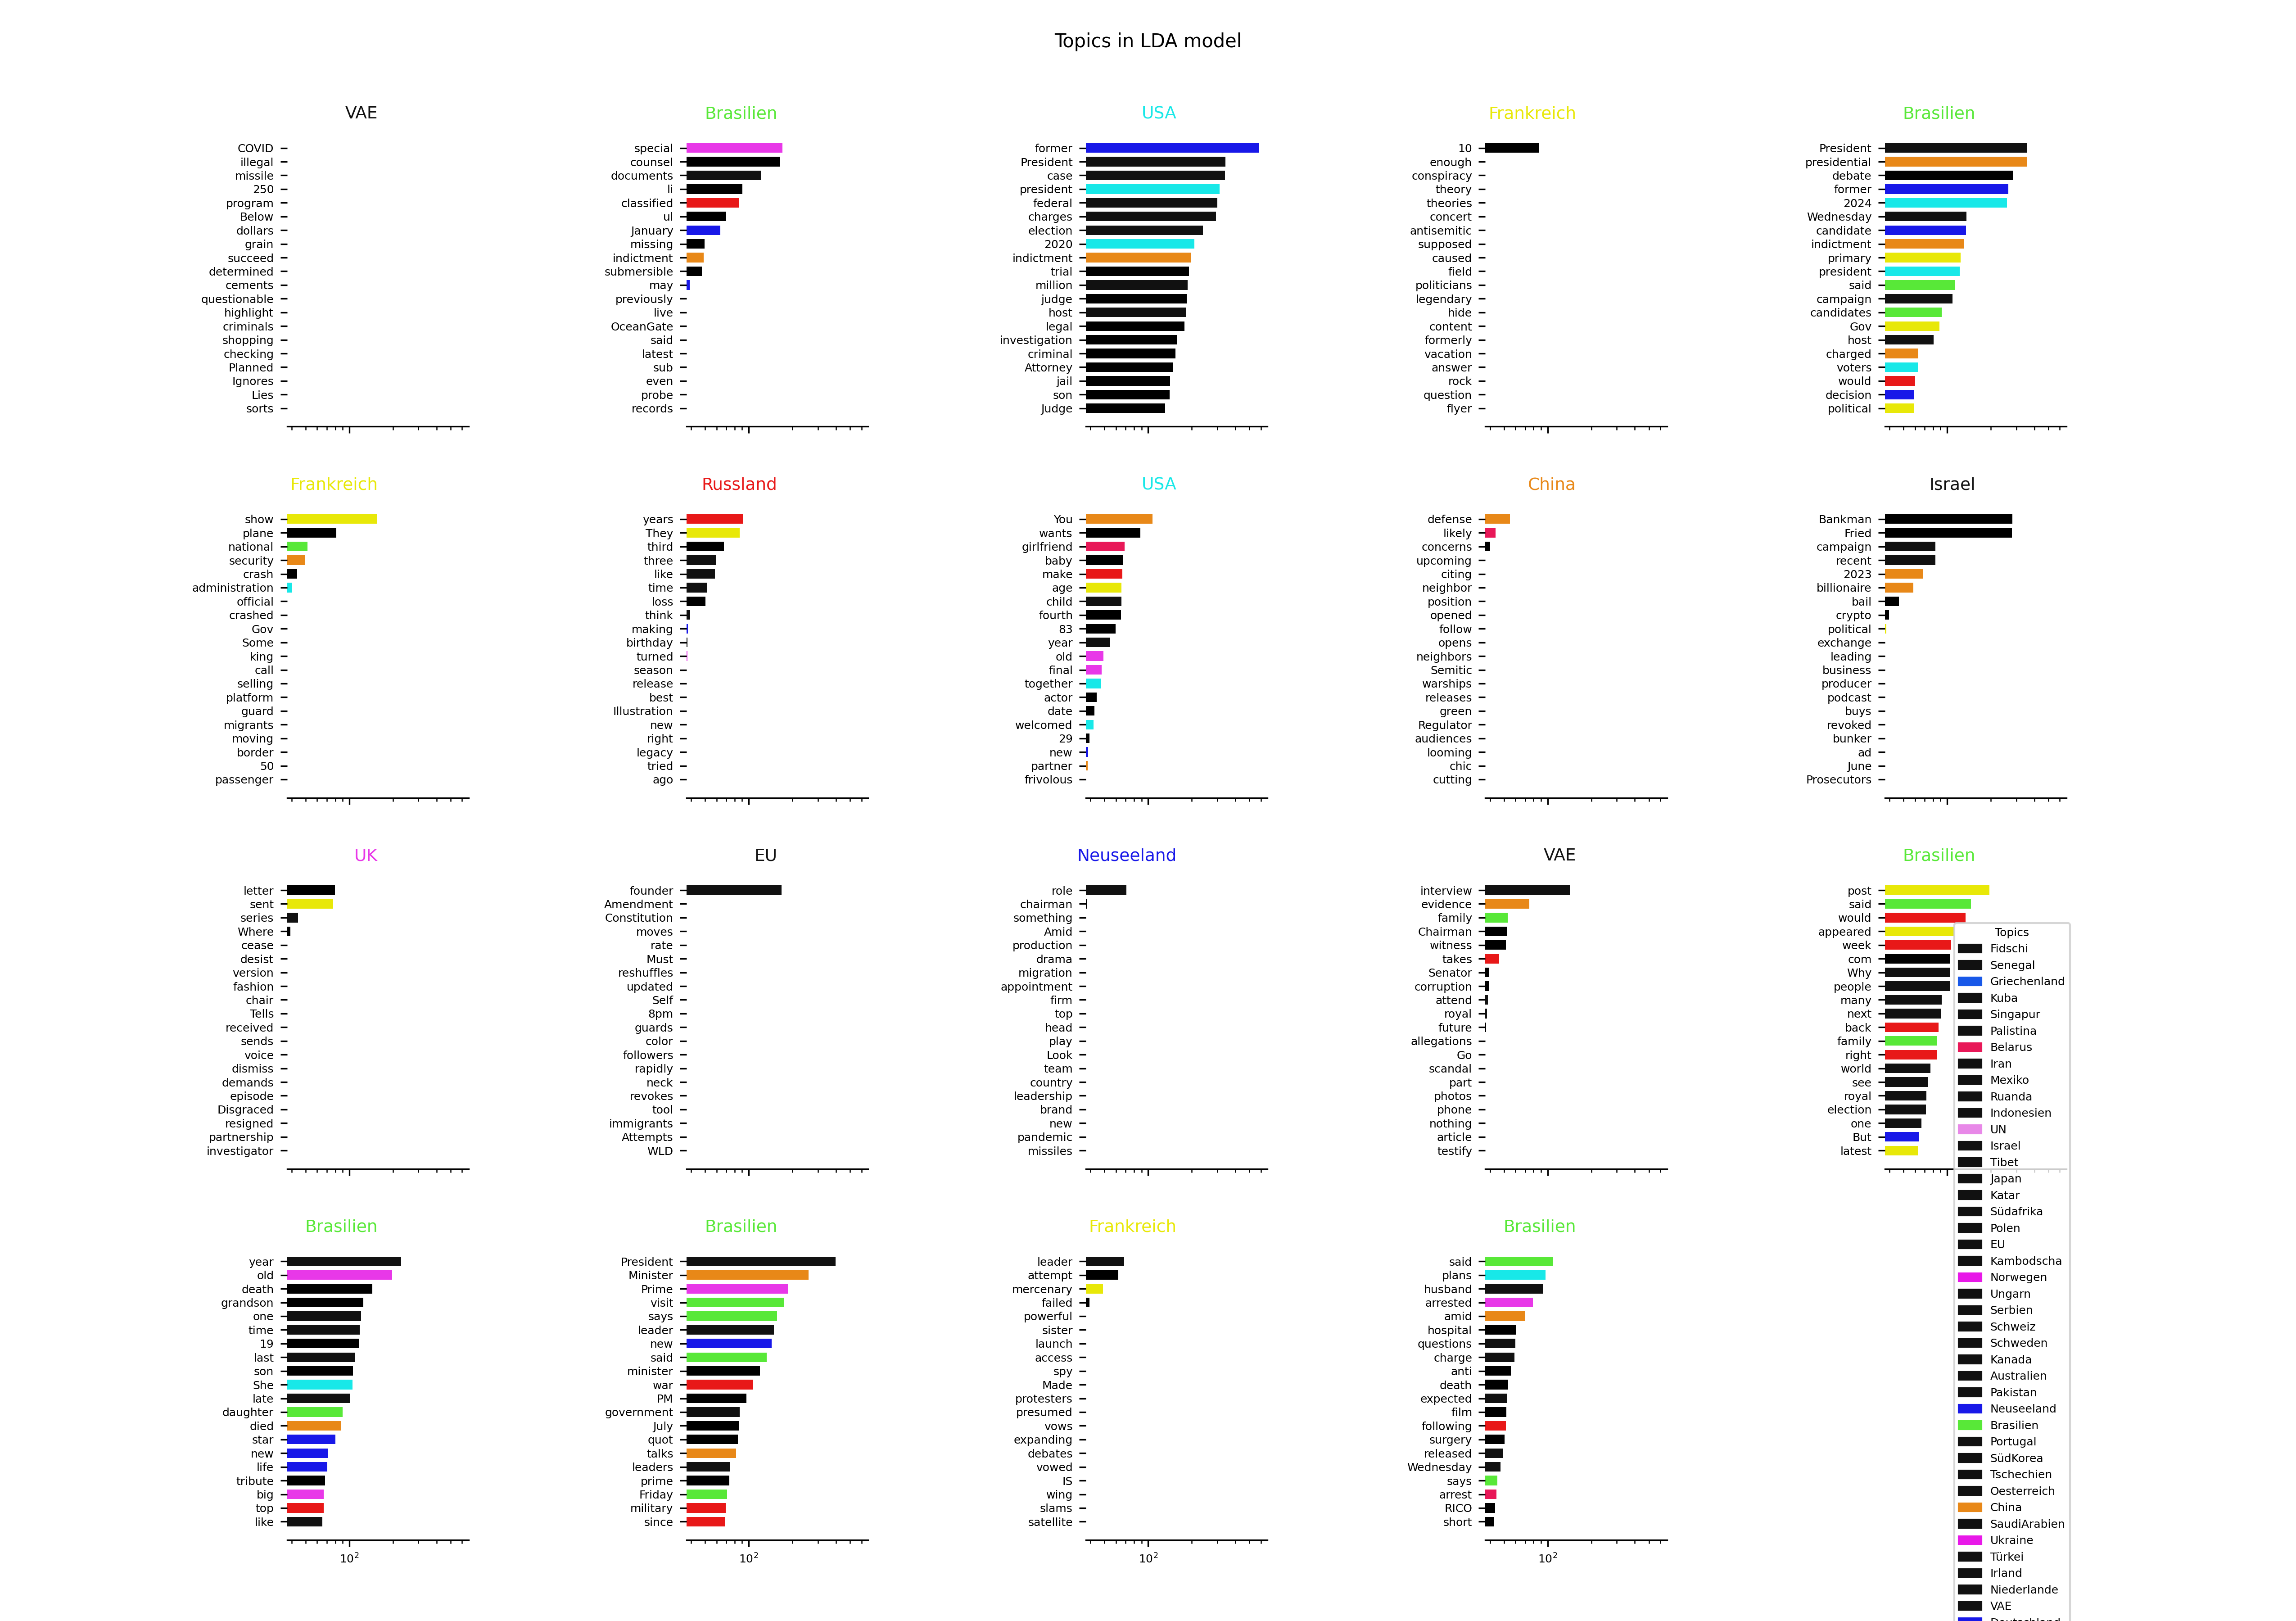 Topics in LDA model
VAE
COVID
illegal
missile
250
program
Below
dollars
grain
succeed
determined
cements
questionable
highlight
criminals
shopping
checking
Planned
Ignores
Lies
sorts
Brasilien
special
counsel
documents
li
classified
ul
January
missing
indictment
submersible
may
previously
live
OceanGate
said
latest
sub
even
probe
records
USA
former
President
case
president
federal
charges
election
2020
indictment
trial
million
judge
host
legal
investigation
criminal
Attorney
jail
son
Judge
Frankreich
10
enough
conspiracy
theory
theories
concert
antisemitic
supposed
caused
field
politicians
legendary
hide
content
formerly
vacation
answer
rock
question
flyer
Brasilien
President
presidential
debate
former
2024
Wednesday
candidate
indictment
primary
president
said
campaign
candidates
Gov
host
charged
voters
would
decision
political
Frankreich
show
plane
national
security
crash
administration
official
crashed
Gov
Some
king
call
selling
platform
guard
migrants
moving
border
50
passenger
Russland
years
They
third
three
like
time
loss
think
making
birthday
turned
season
release
best
Illustration
new
right
legacy
tried
ago
USA
You
wants
girlfriend
baby
make
age
child
fourth
83
year
old
final
together
actor
date
welcomed
29
new
partner
frivolous
China
defense
likely
concerns
upcoming
citing
neighbor
position
opened
follow
opens
neighbors
Semitic
warships
releases
green
Regulator
audiences
looming
chic
cutting
Israel
Bankman
Fried
campaign
recent
2023
billionaire
bail
crypto
political
exchange
leading
business
producer
podcast
buys
revoked
bunker
ad
June
Prosecutors
UK
letter
sent
series
Where
cease
desist
version
fashion
chair
Tells
received
sends
voice
dismiss
demands
episode
Disgraced
resigned
partnership
investigator
EU
founder
Amendment
Constitution
moves
rate
Must
reshuffles
updated
Self
8pm
guards
color
followers
rapidly
neck
revokes
tool
immigrants
Attempts
WLD
Neuseeland
role
chairman
something
Amid
production
drama
migration
appointment
firm
top
head
play
Look
team
country
leadership
brand
new
pandemic
missiles
VAE
interview
evidence
family
Chairman
witness
takes
Senator
corruption
attend
royal
future
allegations
Go
scandal
part
photos
phone
nothing
article
testify
Brasilien
post
said
would
appeared
week
com
Why
people
many
next
back
family
right
world
see
royal
election
one
But
latest
Brasilien
year
old
death
grandson
one
time
19
last
son
She
late
daughter
died
star
new
life
tribute
big
top
like
10²
Brasilien
President
Minister
Prime
visit
says
leader
new
said
minister
war
PM
government
July
quot
talks
leaders
prime
Friday
military
since
10²
Frankreich
leader
attempt
mercenary
failed
powerful
sister
launch
access
spy
Made
protesters
presumed
vows
expanding
debates
vowed
IS
wing
slams
satellite
10²
Brasilien
said
plans
husband
arrested
amid
hospital
questions
charge
anti
death
expected
film
following
surgery
released
Wednesday
says
arrest
RICO
short
10²
Topics
Fidschi
Senegal
Griechenland
Kuba
Singapur
Palistina
Belarus
Iran
Mexiko
Ruanda
Indonesien
UN
Israel
Tibet
Japan
Katar
Südafrika
Polen
EU
Kambodscha
Norwegen
Ungarn
Serbien
Schweiz
Schweden
Kanada
Australien
Pakistan
Neuseeland
Brasilien
Portugal
SüdKorea
Tschechien
Oesterreich
China
SaudiArabien
Ukraine
Türkei
Irland
Niederlande
VAE